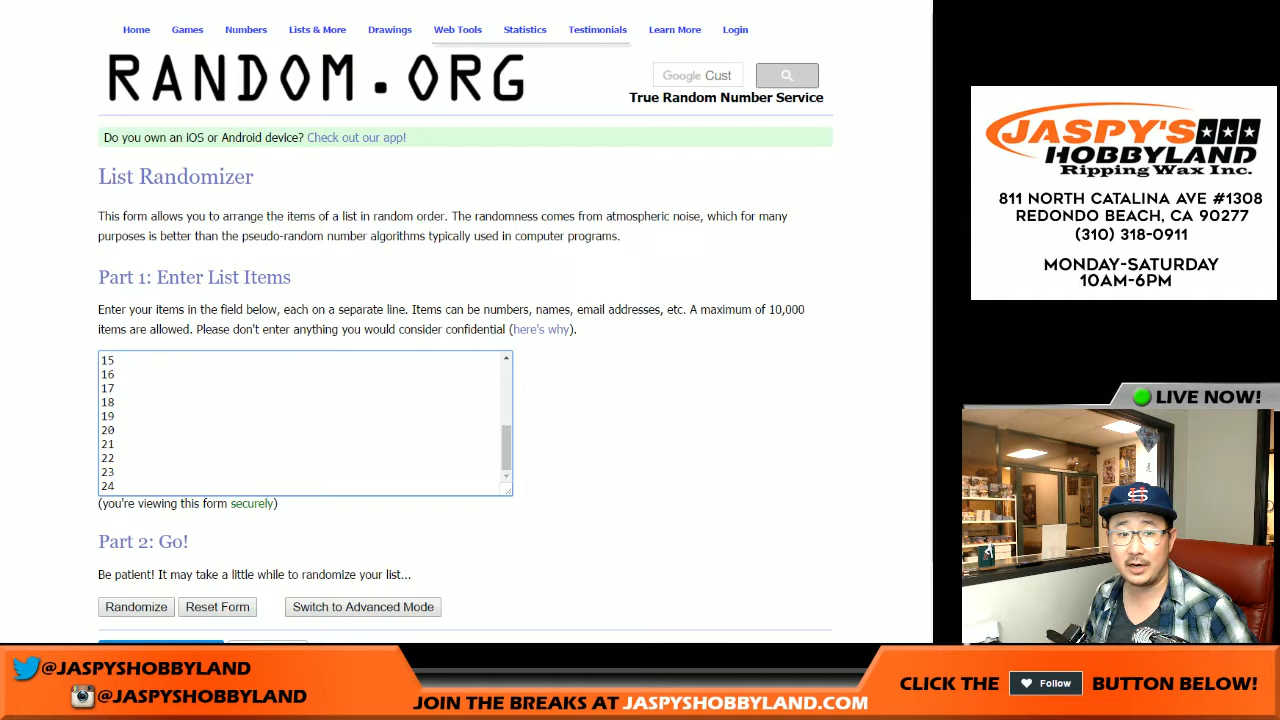 Home Games Numbers Lists & More Drawings Web Tools Statistics Testimonials Learn More Login
RANDOM.ORG
Google Cust
True Random Number Service
Do you own an iOS or Android device? Check out our app!
List Randomizer
This form allows you to arrange the items of a list in random order. The randomness comes from atmospheric noise, which for many
purposes is better than the pseudo-random number algorithms typically used in computer programs.
Part 1: Enter List Items
Enter your items in the field below, each on a separate line. Items can be numbers, names, email addresses, etc. A maximum of 10,000
items are allowed. Please don't enter anything you would consider confidential (here's why).
15
16
17
18
19
20
21
22
23
24
(you're viewing this form securely)
Part 2: Go!
Be patient! It may take a little while to randomize your list...
Randomize Reset Form Switch to Advanced Mode
JASPY'S
HOBBYLAND
Ripping Wax Inc.
811 NORTH CATALINA AVE #1308
REDONDO BEACH, CA 90277
(310) 318-0911
MONDAY-SATURDAY
10AM-6PM
LIVE NOW!
@JASPYSHOBBYLAND
@JASPYSHOBBYLAND
JOIN THE BREAKS AT JASPYSHOBBYLAND.COM
CLICK THE Follow BUTTON BELOW!